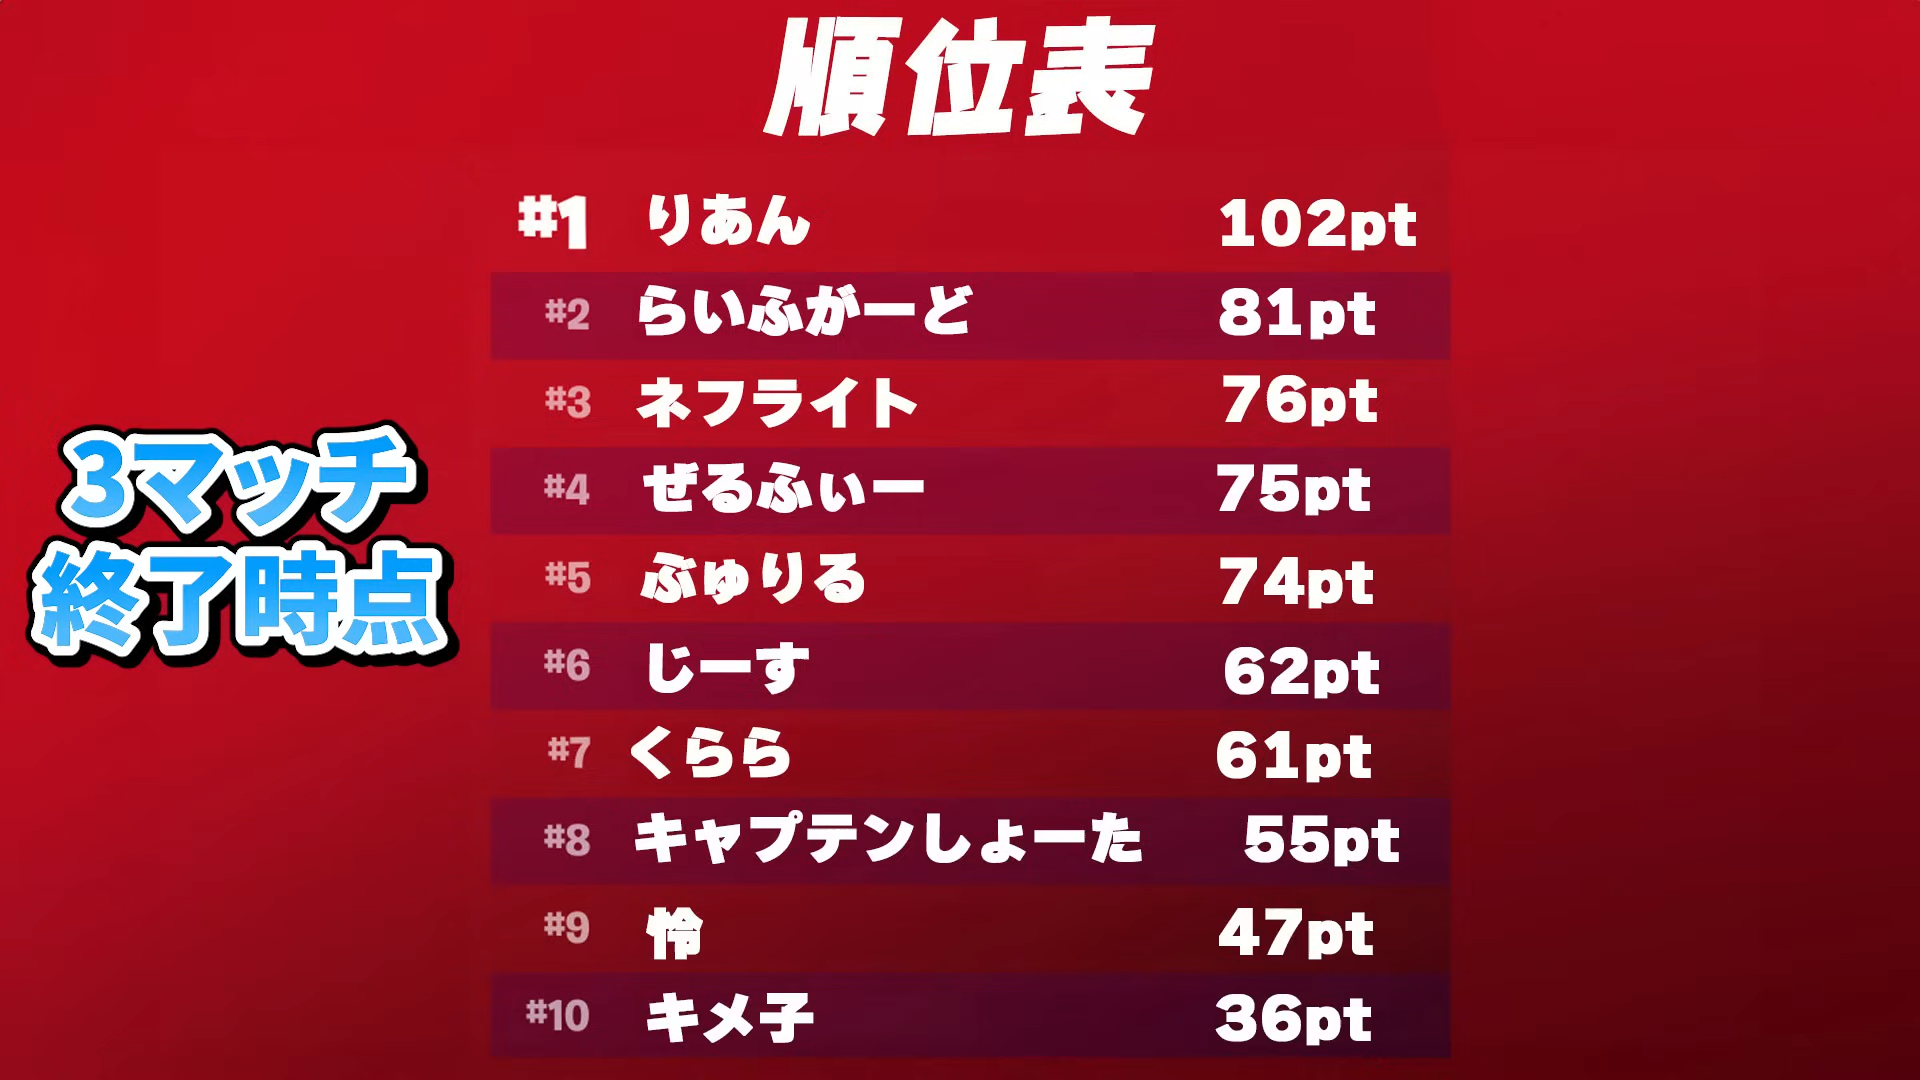 順位表
#1 りあん 102pt
#2 らいふがーど 81pt
#3 ネフライト 76pt
#4 ぜるふぃー 75pt
#5 ぶゅりる 74pt
#6 じーす 62pt
#7 くらら 61pt
#8 キャプテンしょーた 55pt
#9 怜 47pt
#10 キメ子 36pt
3マッチ
終了時点